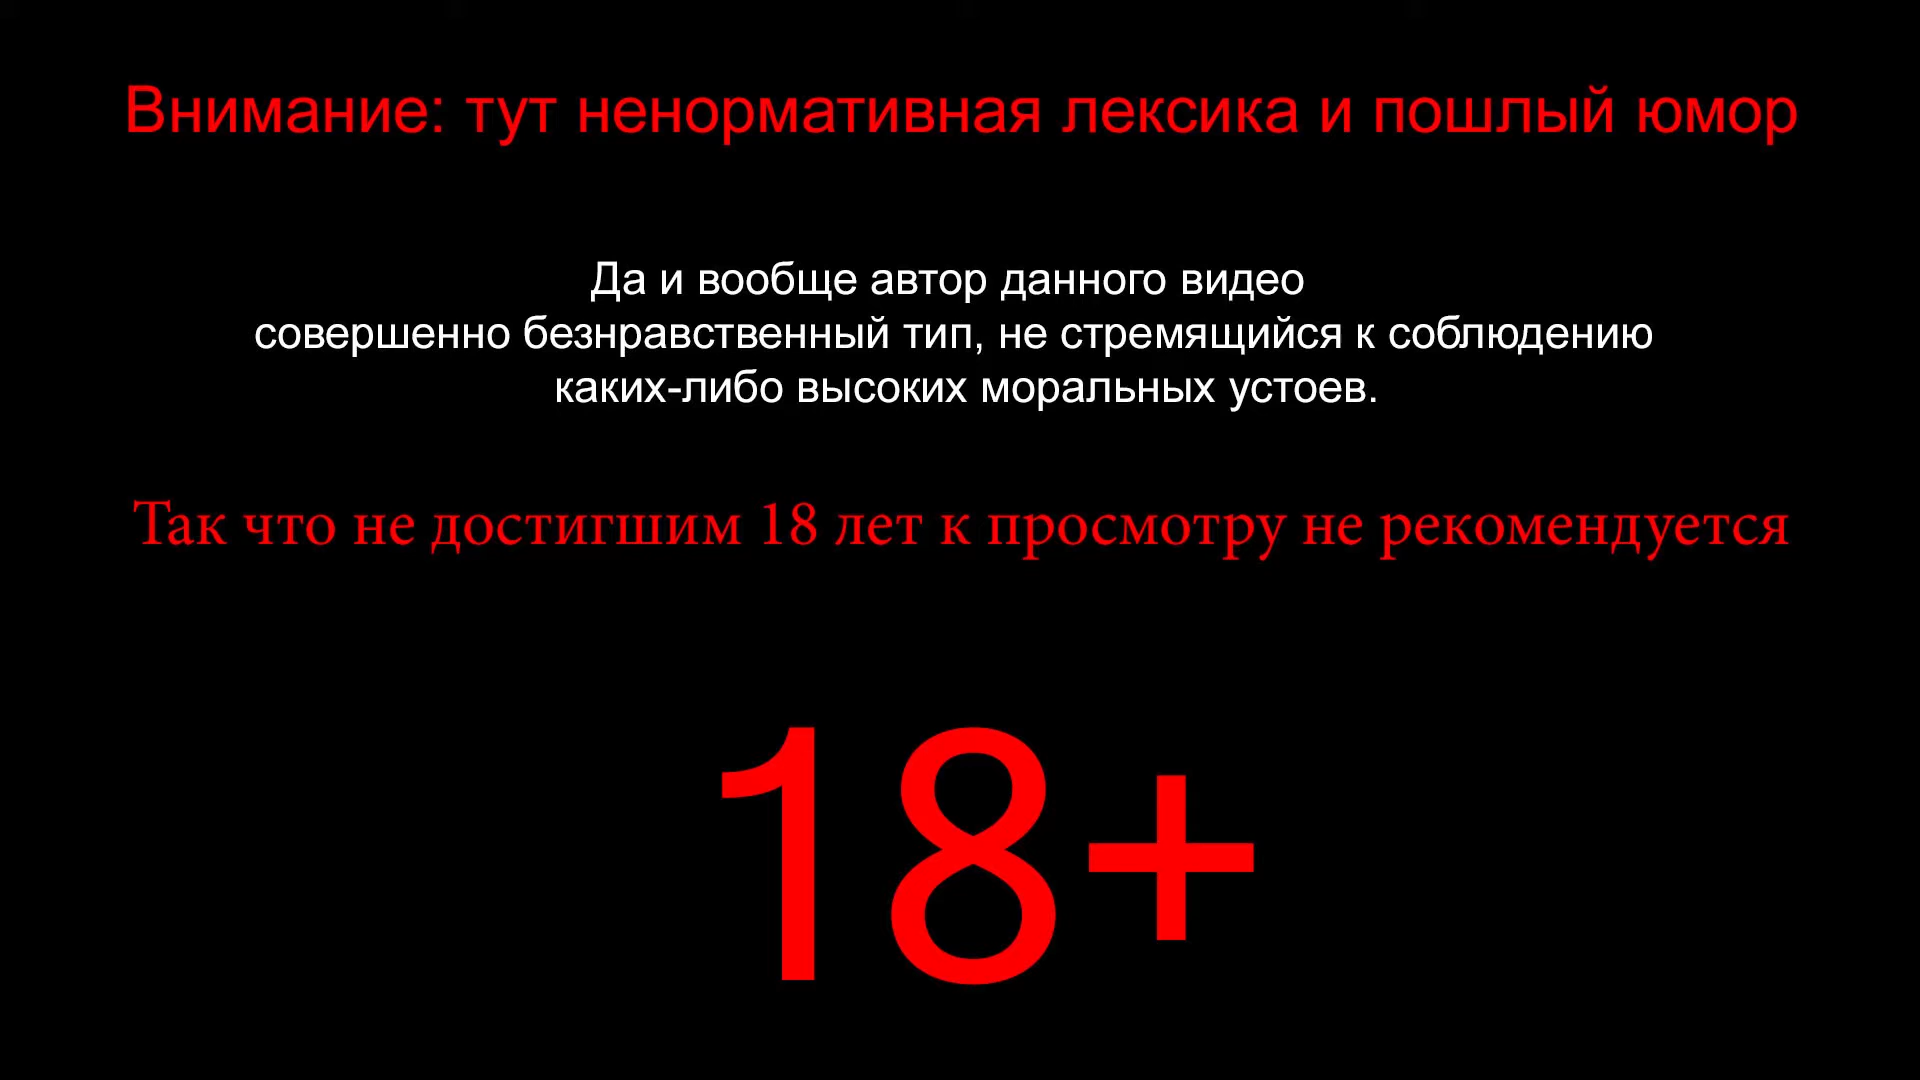 Внимание: тут ненормативная лексика и пошлый юмор
Да и вообще автор данного видео
совершенно безнравственный тип, не стремящийся к соблюдению
каких-либо высоких моральных устоев.
Так что не достигшим 18 лет к просмотру не рекомендуется
18+